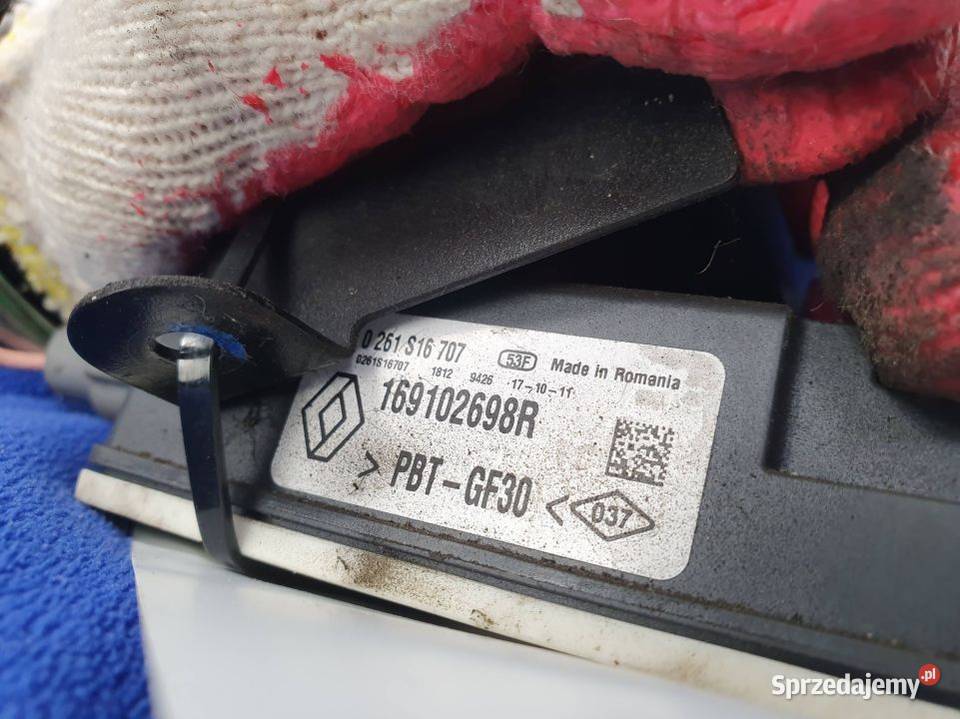 0 261 S16 707 53F Made in Romania
0261S16707 1812 9426 17-10-11
169102698R
> PBT-GF30 < 037
Sprzedajemy.pl